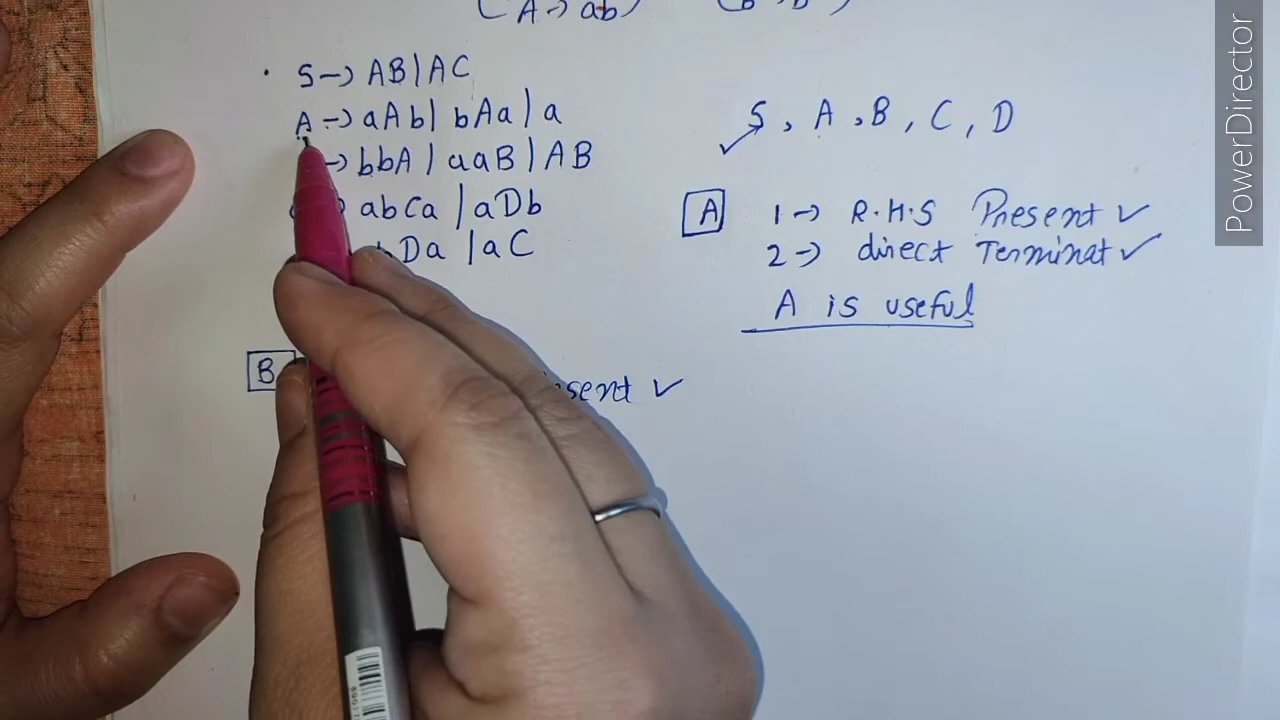 (A -> ab)
. S -> AB | AC
A -> aAb | bAa | a
-> bbA | aaB | AB
abCa | aDb
Da | aC
S, A, B, C, D
A 1 -> R.H.S Present ✓
2 -> direct Terminat ✓
A is useful
B ✓
PowerDirector